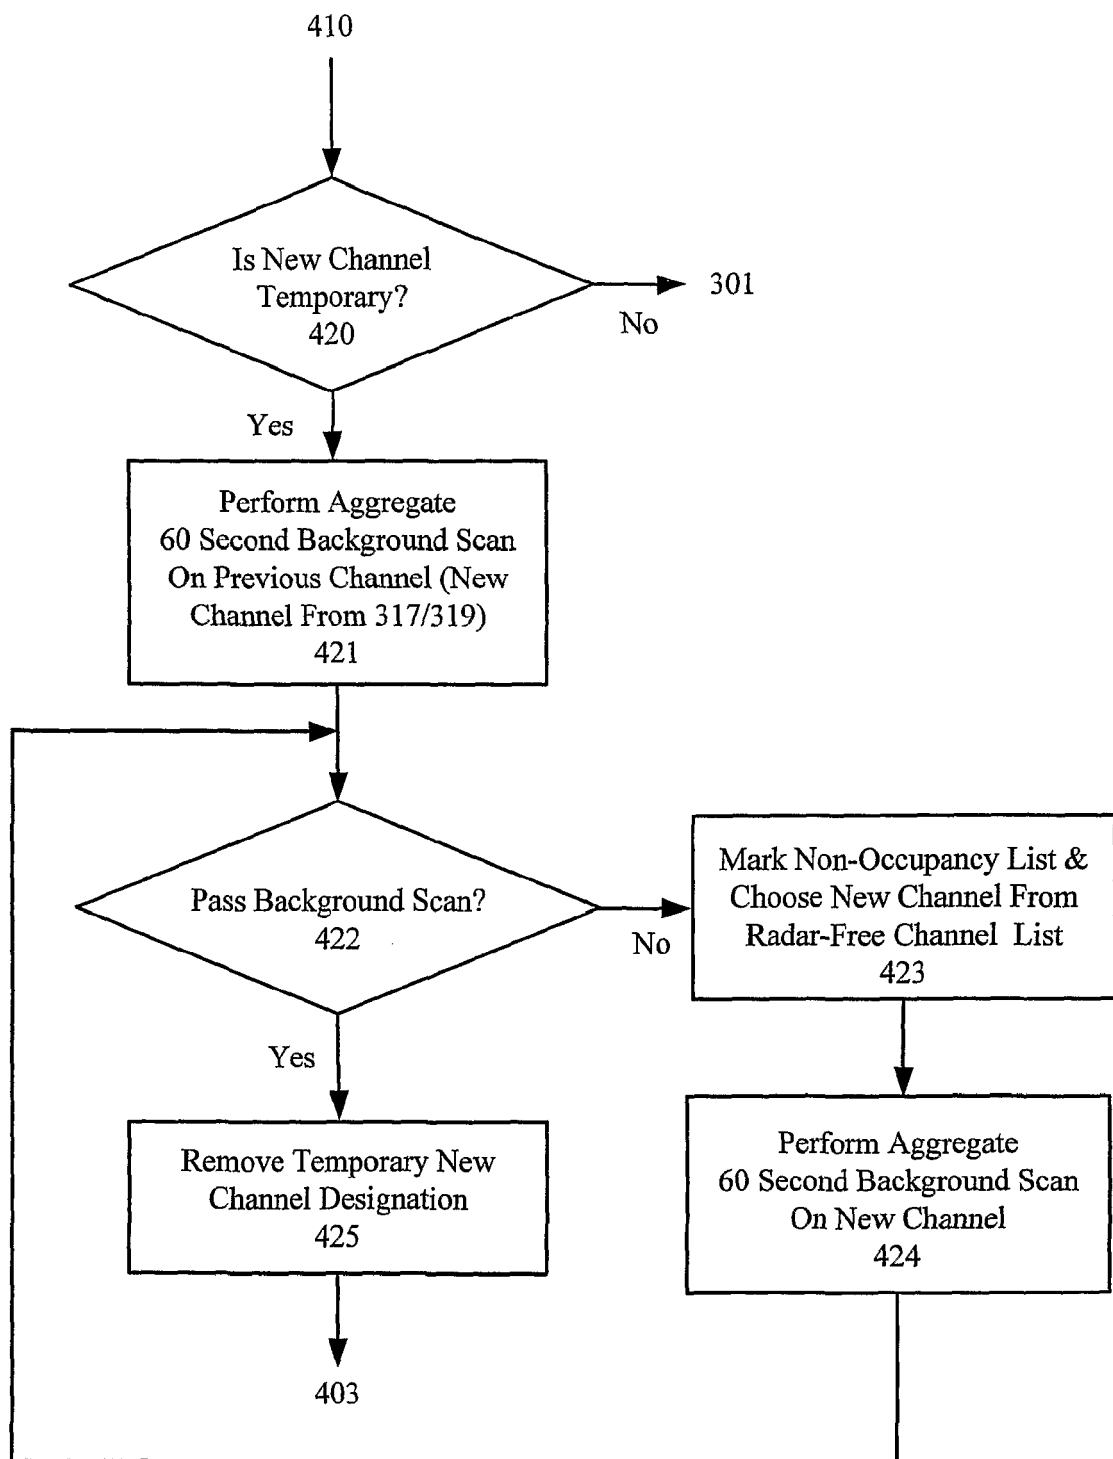 410
Is New Channel
Temporary?
420
301
No
Yes
Perform Aggregate
60 Second Background Scan
On Previous Channel (New
Channel From 317/319)
421
Pass Background Scan?
422
No
Mark Non-Occupancy List &
Choose New Channel From
Radar-Free Channel List
423
Yes
Remove Temporary New
Channel Designation
425
Perform Aggregate
60 Second Background Scan
On New Channel
424
403